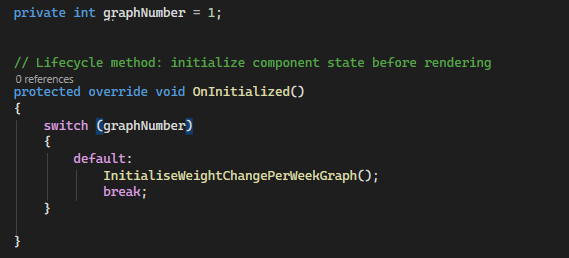 private int graphNumber = 1;
// Lifecycle method: initialize component state before rendering
0 references
protected override void OnInitialized()
{
switch (graphNumber)
{
default:
InitialiseWeightChangePerWeekGraph();
break;
}
}